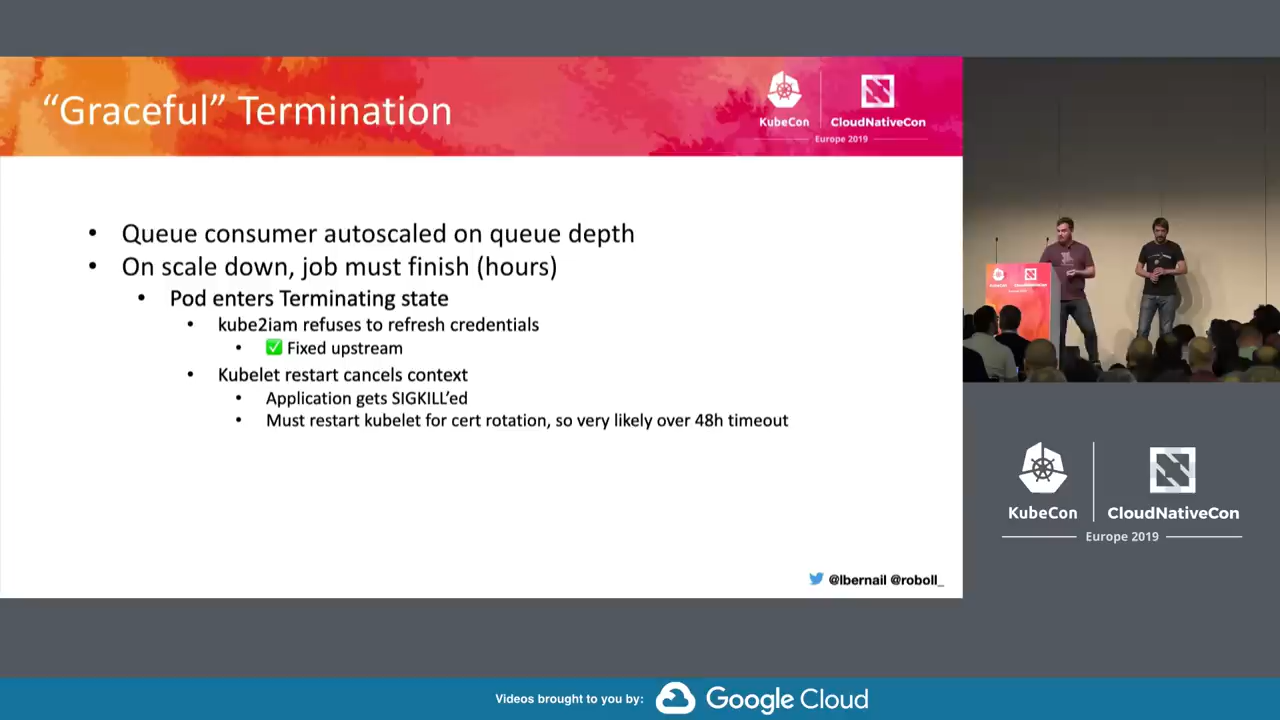 “Graceful” Termination
KubeCon
CloudNativeCon
Europe 2019
• Queue consumer autoscaled on queue depth
• On scale down, job must finish (hours)
• Pod enters Terminating state
• kube2iam refuses to refresh credentials
• ✅ Fixed upstream
• Kubelet restart cancels context
• Application gets SIGKILL’ed
• Must restart kubelet for cert rotation, so very likely over 48h timeout
@lbernail @roboll_
KubeCon
CloudNativeCon
Europe 2019
Videos brought to you by: Google Cloud